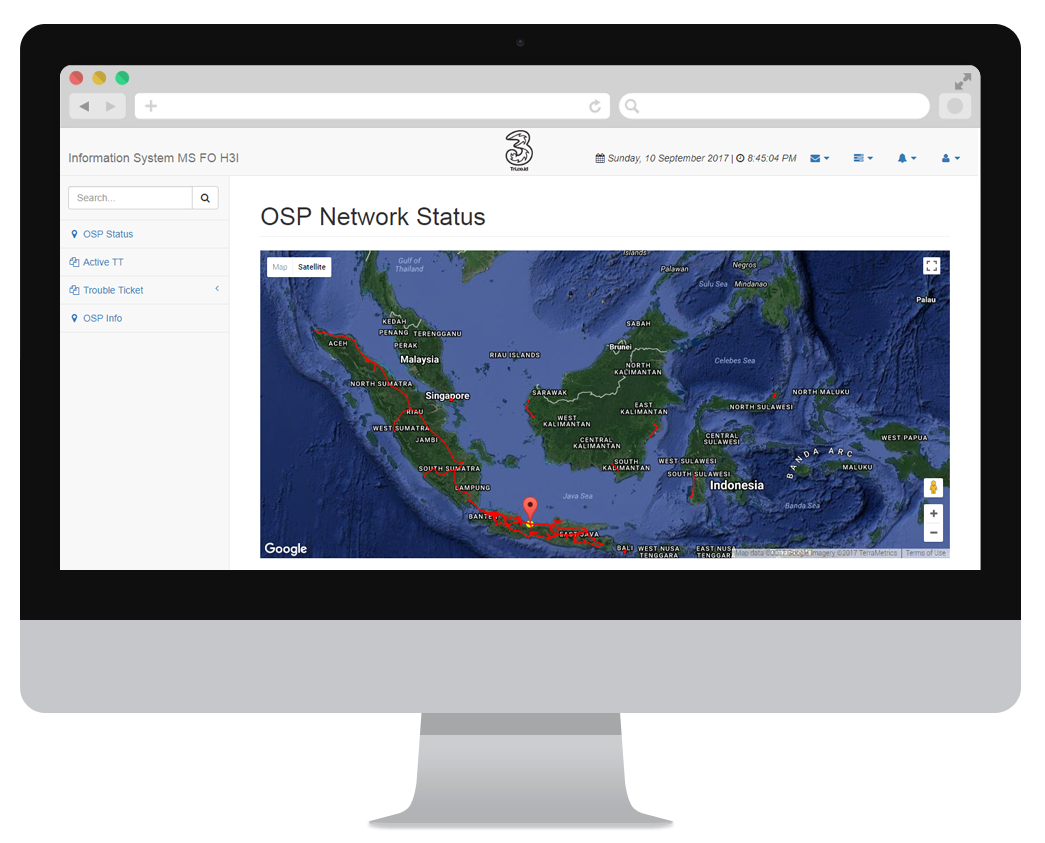 Information System MS FO H3I
3
Tri.co.id
Sunday, 10 September 2017 | 8:45:04 PM
Search...
OSP Status
Active TT
Trouble Ticket
OSP Info
OSP Network Status
Map Satellite
Islands
Gulf of
Thailand
Palawan
Negros
Sulu Sea Mindanao
Palau
KEDAH
PENANG TERENGGANU
PERAK
Malaysia
ACEH
SABAH
Brunei
RIAU ISLANDS
NORTH
KALIMANTAN
Celebes Sea
NORTH SUMATRA
Singapore
SARAWAK
NORTH MALUKU
RIAU
EAST
KALIMANTAN
NORTH SULAWESI
WEST SUMATRA
WEST
KALIMANTAN
JAMBI
CENTRAL
KALIMANTAN
CENTRAL
SULAWESI
WEST PAPUA
BANDA ARC
SOUTH SUMATRA
SOUTH
KALIMANTAN
WEST SULAWESI
MALUKU
SOUTH SULAWESI
LAMPUNG
Indonesia
Java Sea
Banda Sea
BANTEN
EAST JAVA
BALI
WEST NUSA
TENGGARA
EAST NUSA
TENGGARA
Google
Map data ©2017 Google Imagery ©2017 TerraMetrics
Terms of Use